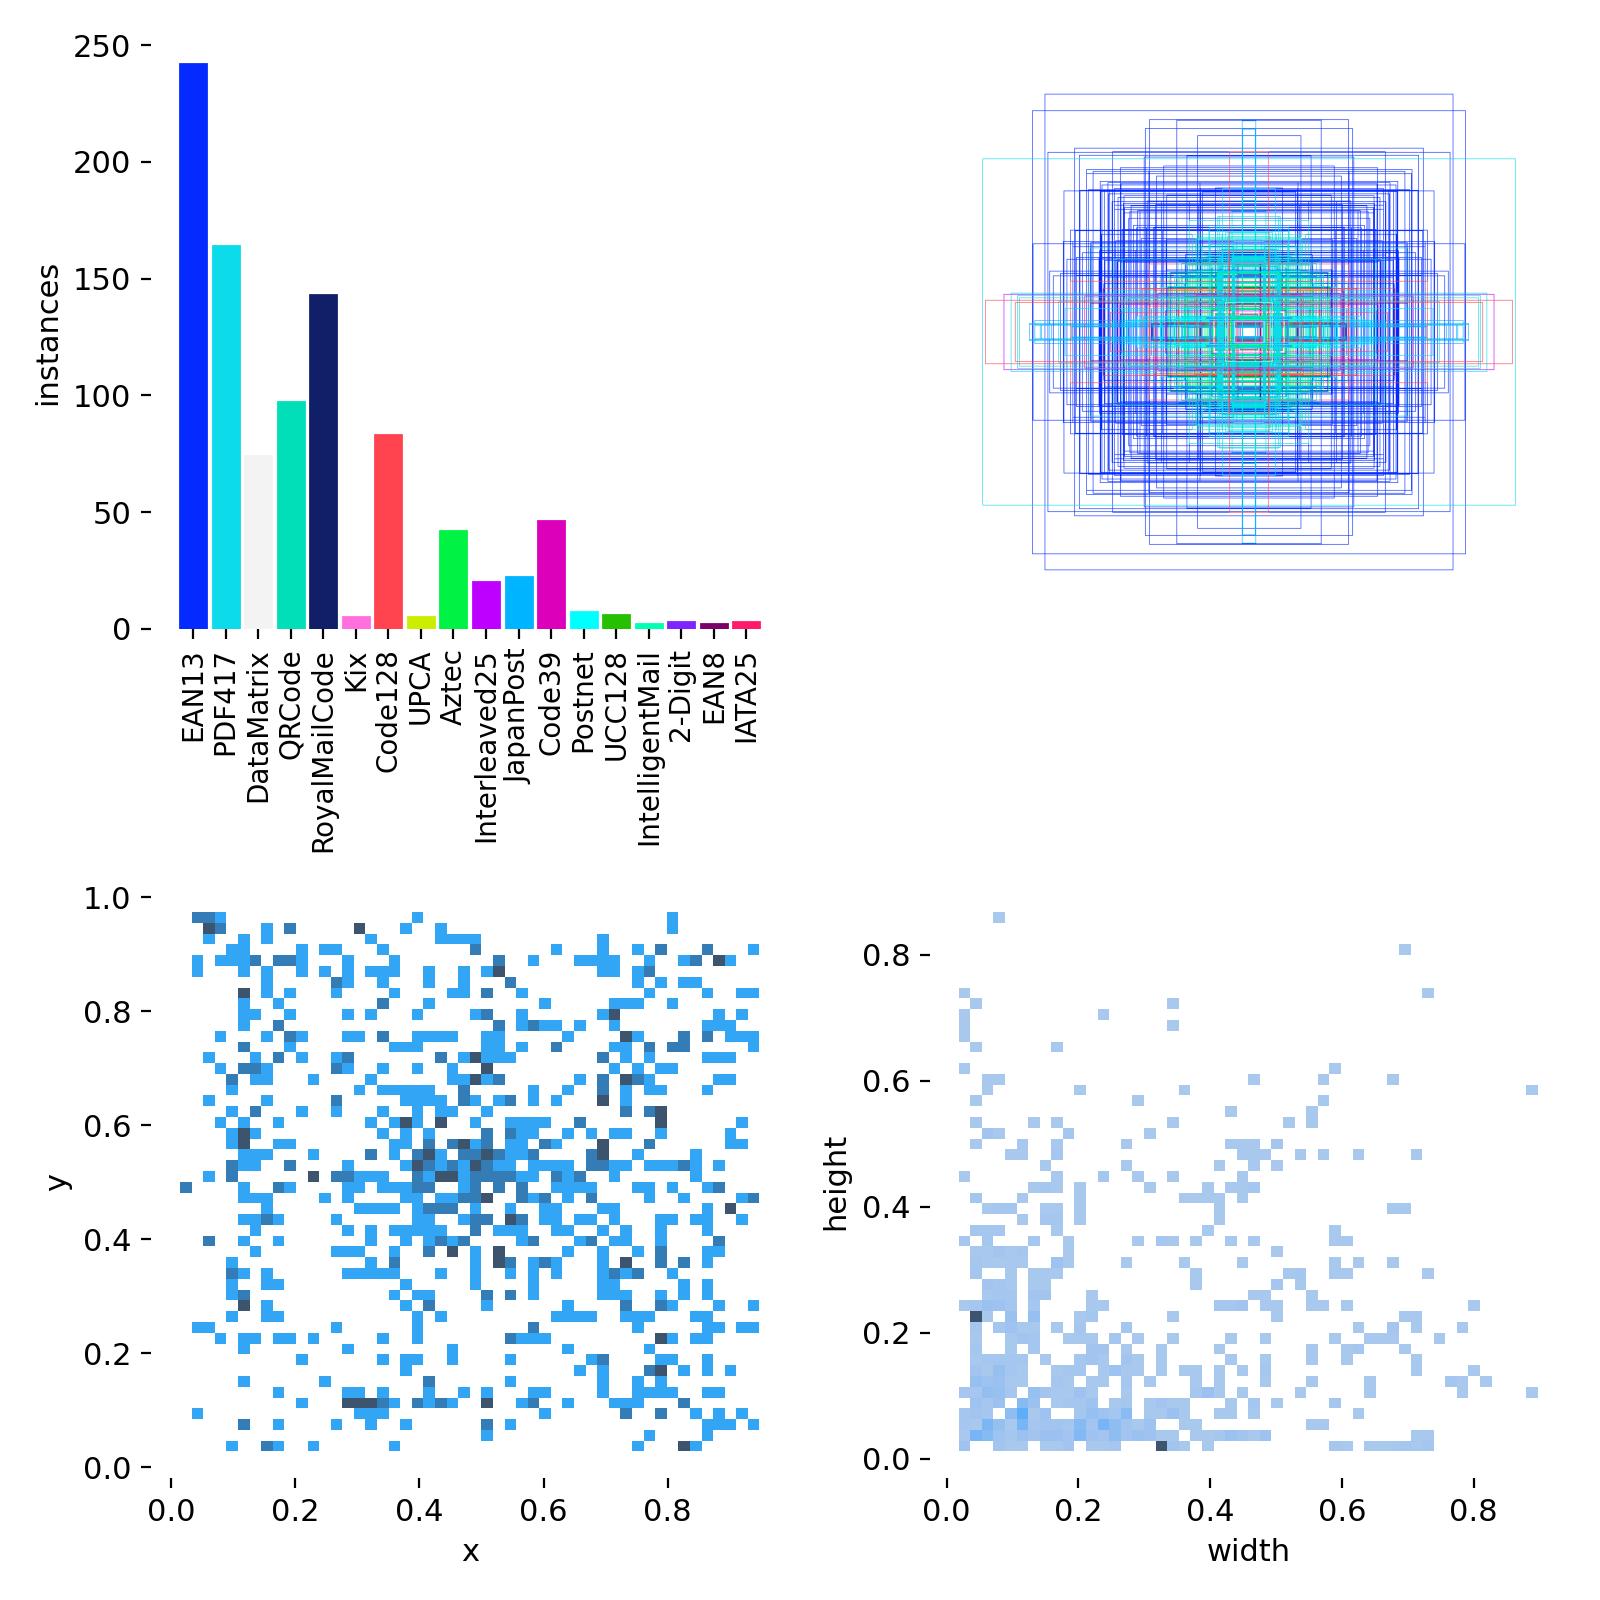 250
200
150
100
50
0
instances
EAN13
PDF417
DataMatrix
QRCode
RoyalMailCode
Kix
Code128
UPCA
Aztec
Interleaved25
JapanPost
Code39
Postnet
UCC128
IntelligentMail
2-Digit
EAN8
IATA25
1.0
0.8
0.6
0.4
0.2
0.0
y
0.0 0.2 0.4 0.6 0.8
x
0.8
0.6
0.4
0.2
0.0
height
0.0 0.2 0.4 0.6 0.8
width